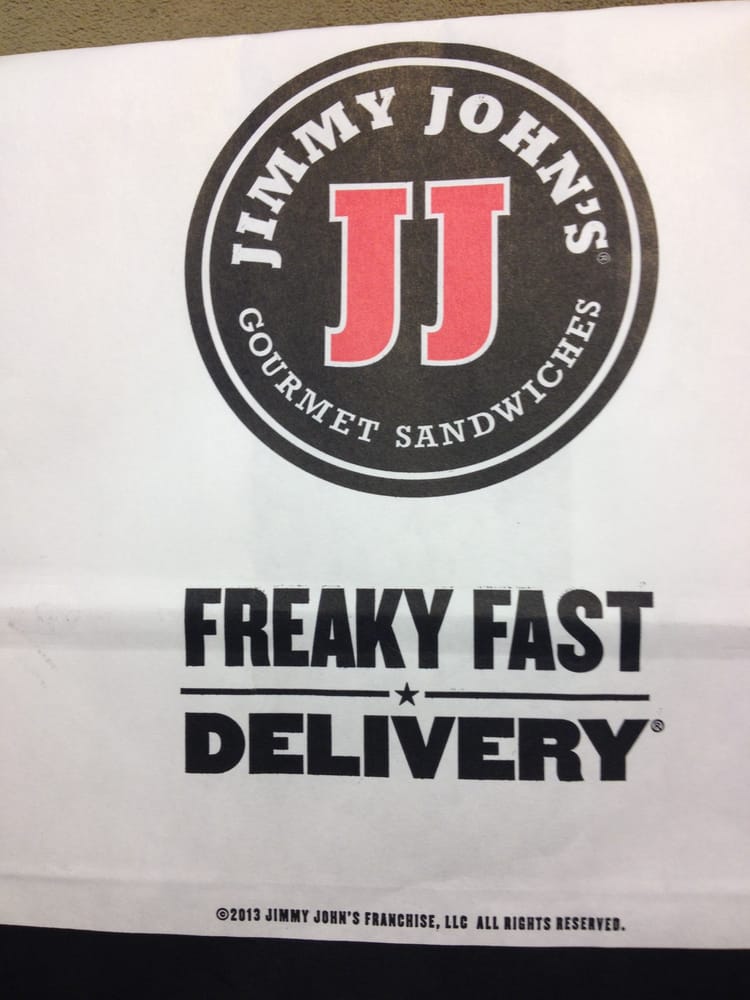 JIMMY JOHN'S®
JJ
GOURMET SANDWICHES
FREAKY FAST
DELIVERY®
©2013 JIMMY JOHN'S FRANCHISE, LLC ALL RIGHTS RESERVED.